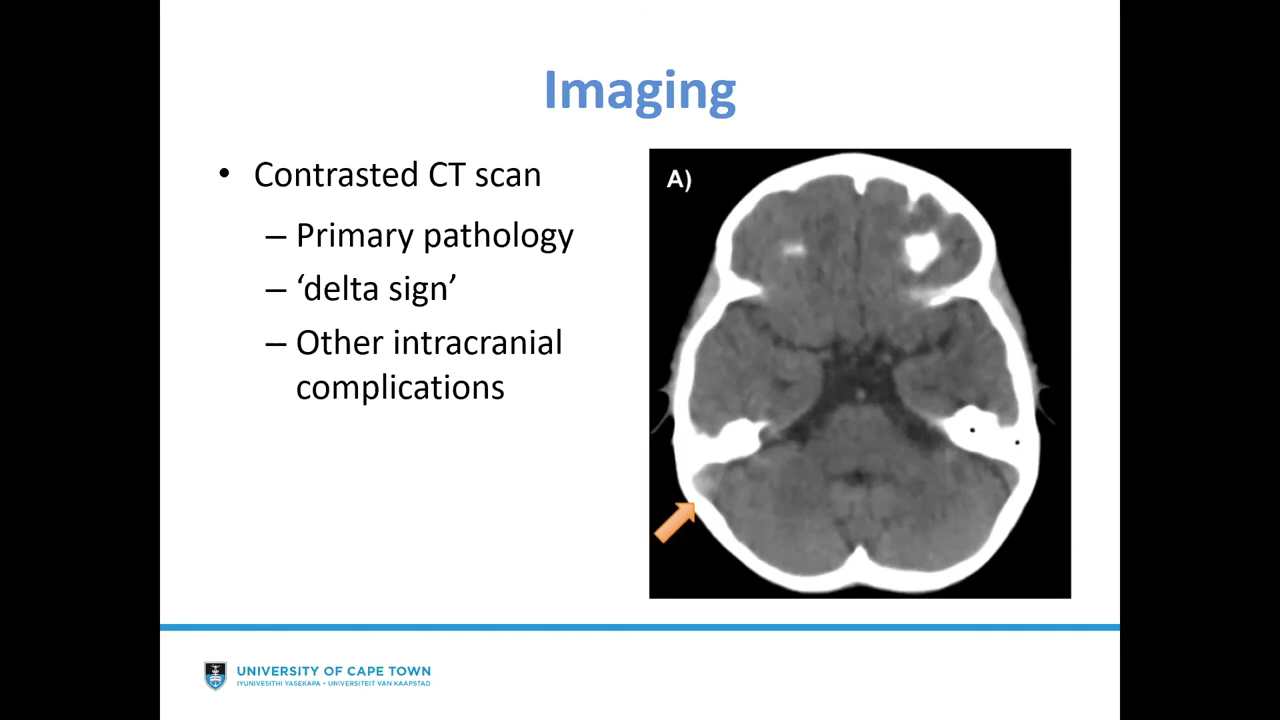 Imaging
• Contrasted CT scan
– Primary pathology
– ‘delta sign’
– Other intracranial
complications
A)
UNIVERSITY OF CAPE TOWN
IYUNIVESITHI YASEKAPA • UNIVERSITEIT VAN KAAPSTAD